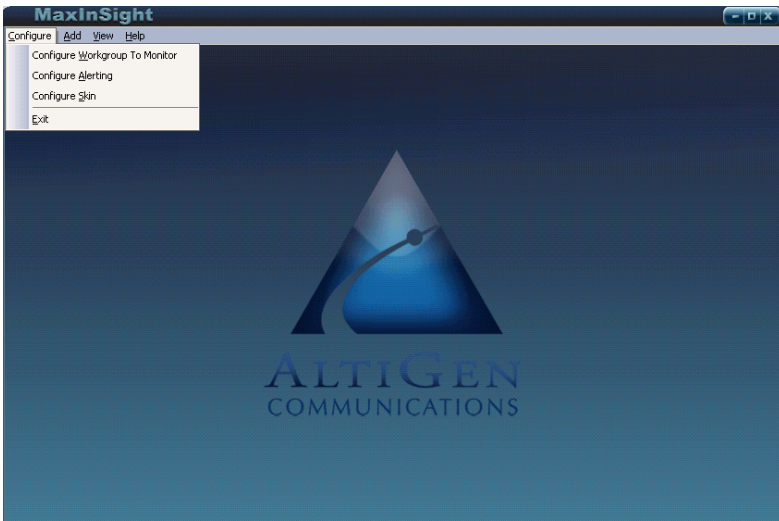 MaxInSight
Configure Add View Help
Configure Workgroup To Monitor
Configure Alerting
Configure Skin
Exit
ALTIGEN
COMMUNICATIONS